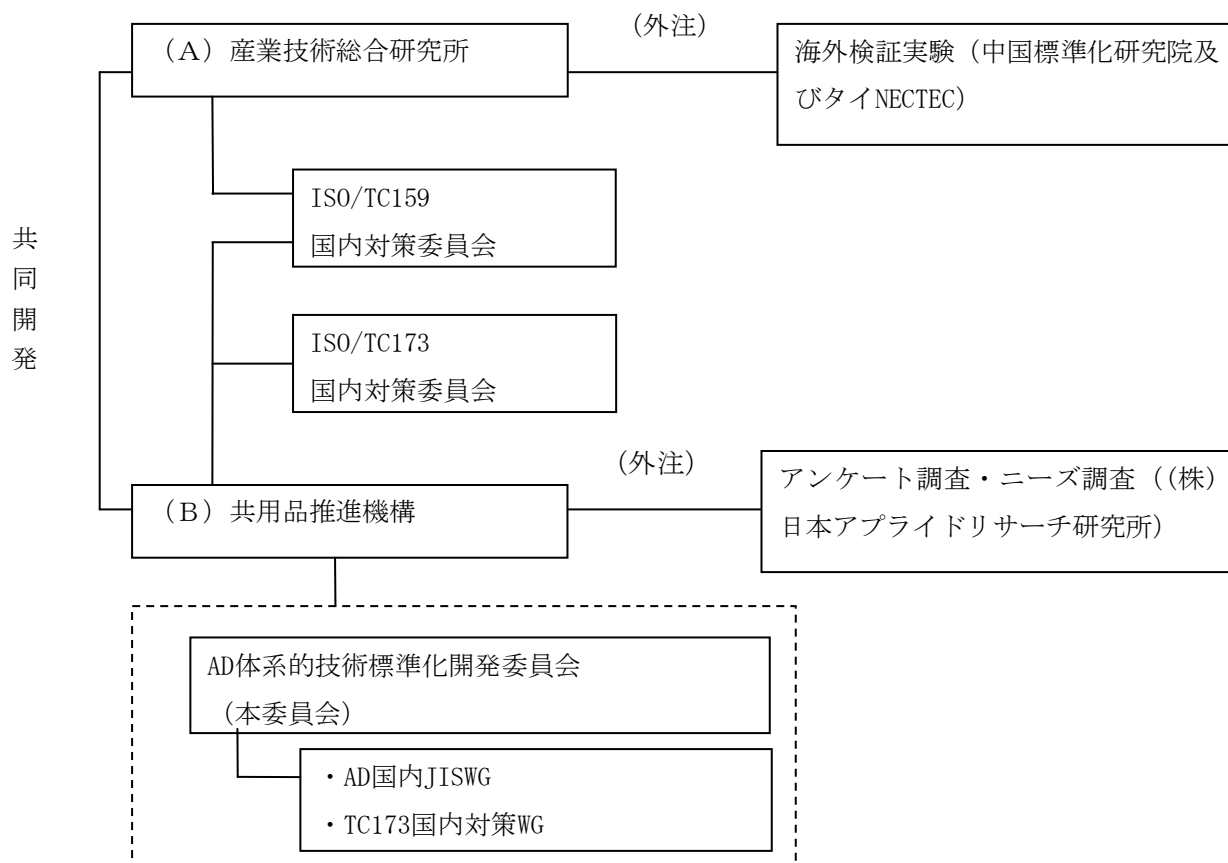 （外注）
（Ａ）産業技術総合研究所
海外検証実験（中国標準化研究院及
びタイNECTEC）
ISO/TC159
国内対策委員会
共同開発
ISO/TC173
国内対策委員会
（外注）
（Ｂ）共用品推進機構
アンケート調査・ニーズ調査（(株)
日本アプライドリサーチ研究所）
AD体系的技術標準化開発委員会
（本委員会）
・AD国内JISWG
・TC173国内対策WG